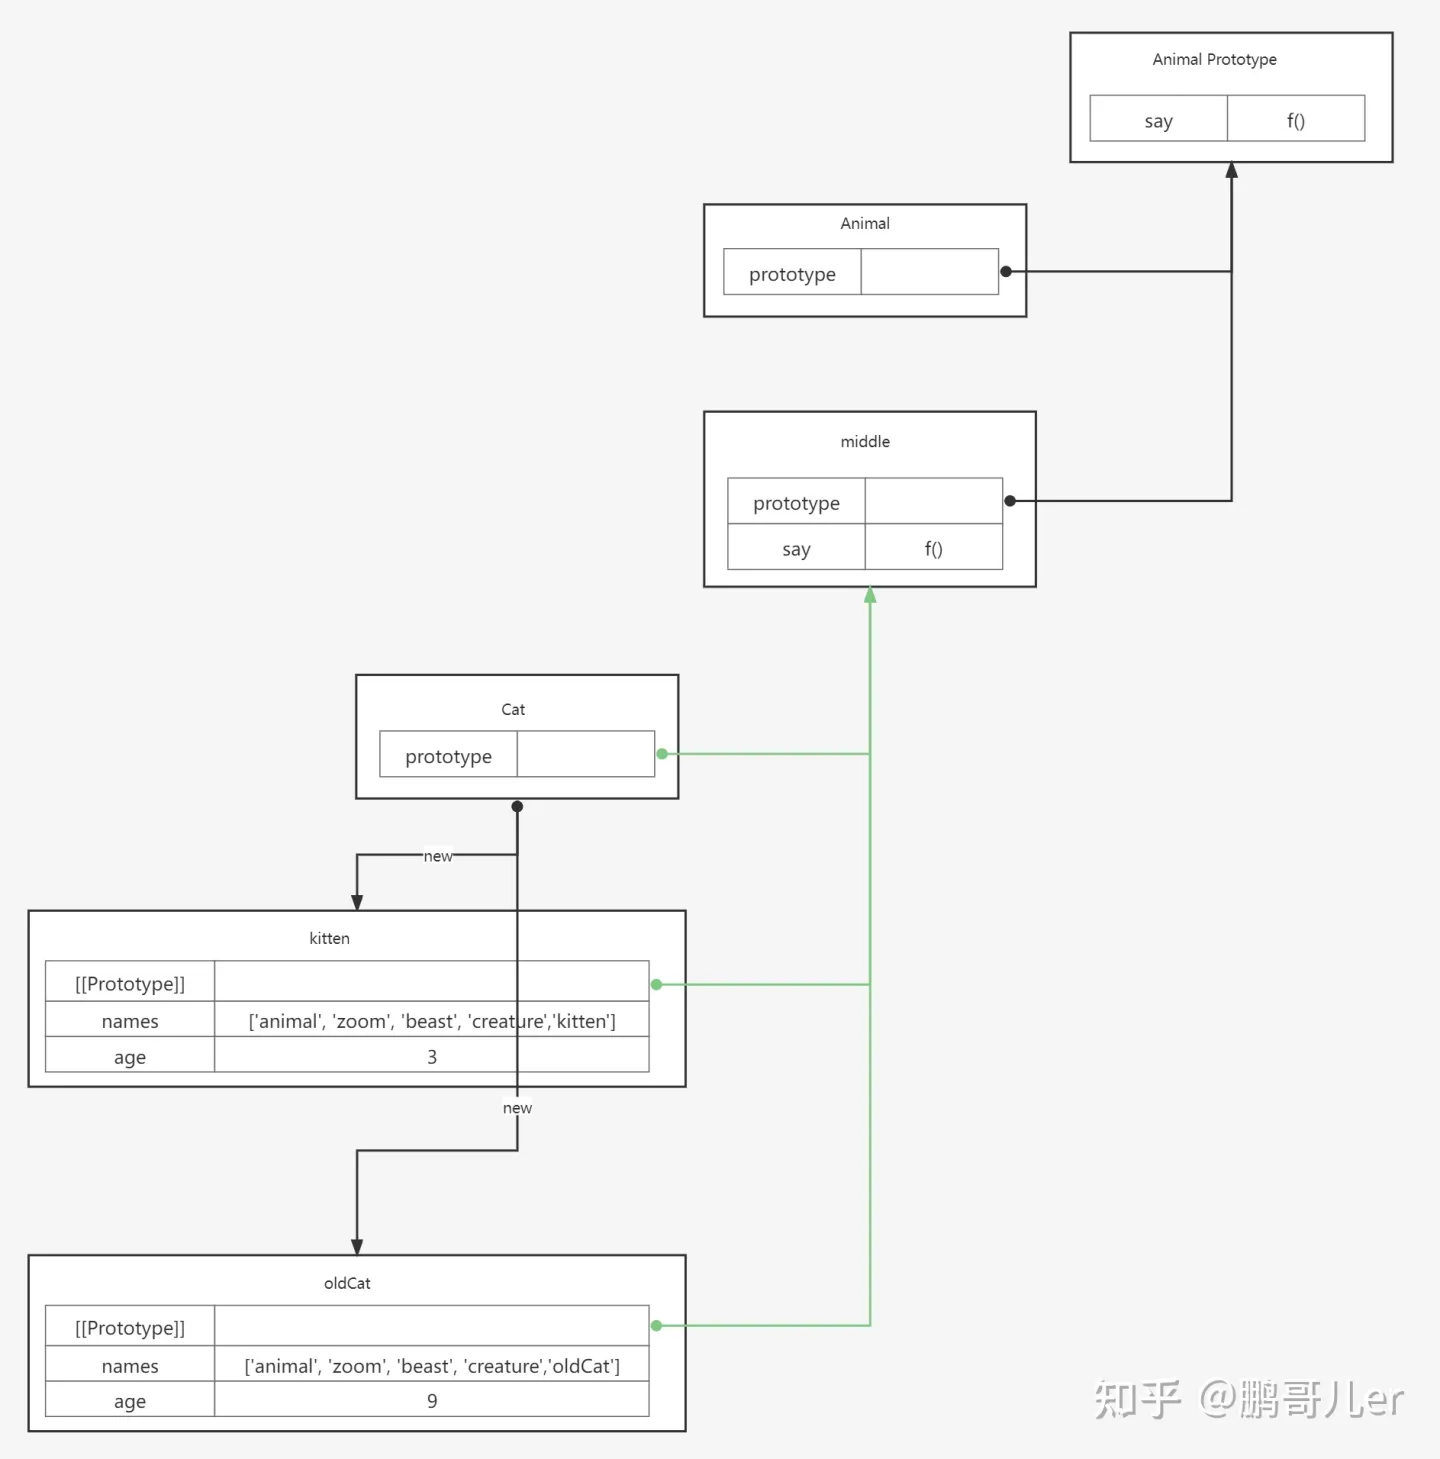 Animal Prototype
say f()
Animal
prototype
middle
prototype
say f()
Cat
prototype
new
kitten
[[Prototype]]
names ['animal', 'zoom', 'beast', 'creature','kitten']
age 3
new
oldCat
[[Prototype]]
names ['animal', 'zoom', 'beast', 'creature','oldCat']
age 9
知乎 @鹏哥儿er